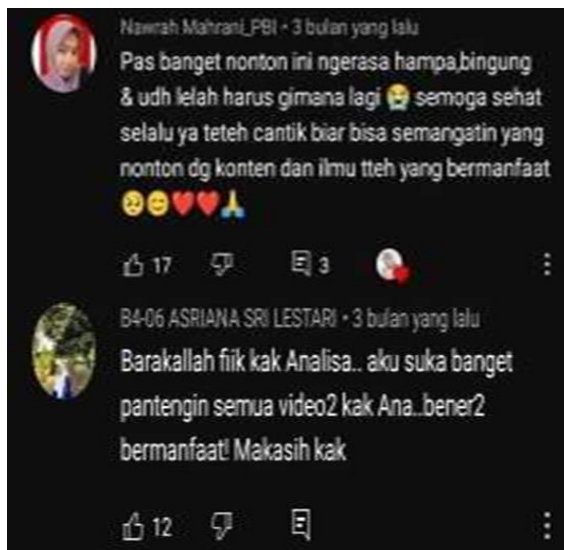 Nawrah Mahrani_PBI • 3 bulan yang lalu
Pas banget nonton ini ngerasa hampa,bingung
& udh lelah harus gimana lagi 😭 semoga sehat
selalu ya teteh cantik biar bisa semangatin yang
nonton dg konten dan ilmu tteh yang bermanfaat
🥺😊❤️❤️🙏
17 3
B4-06 ASRIANA SRI LESTARI • 3 bulan yang lalu
Barakallah fiik kak Analisa.. aku suka banget
pantengin semua video2 kak Ana..bener2
bermanfaat! Makasih kak
12